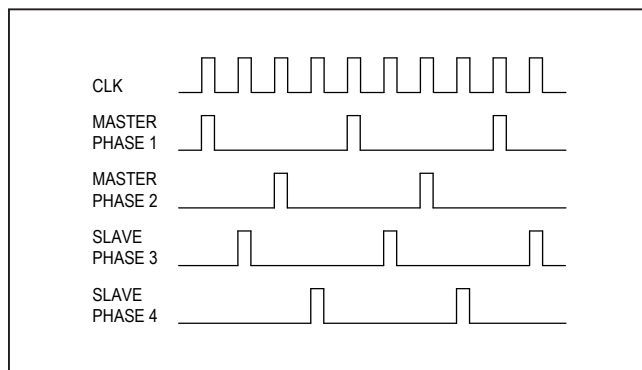 CLK
MASTER
PHASE 1
MASTER
PHASE 2
SLAVE
PHASE 3
SLAVE
PHASE 4